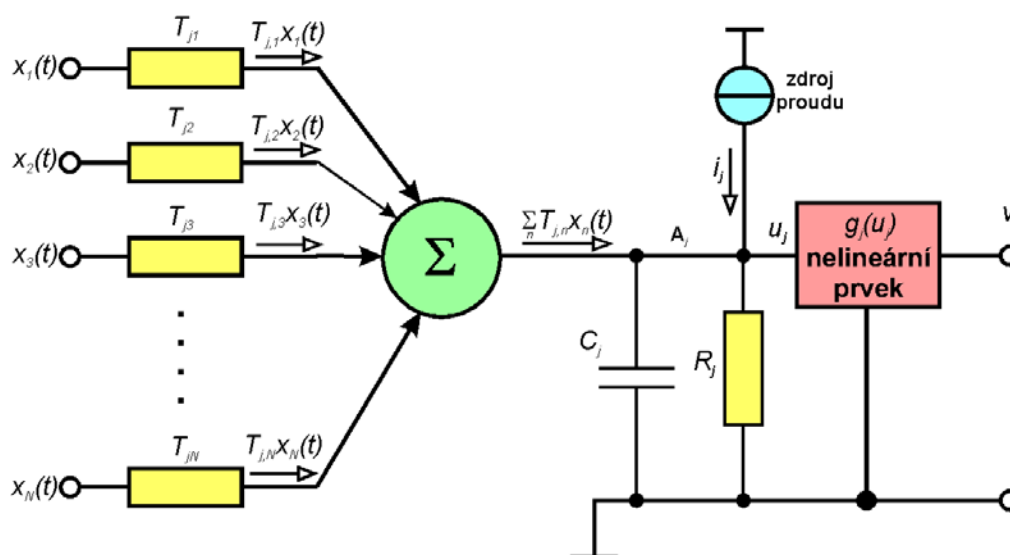 T_j1
T_j,1x_1(t)
x_1(t)
T_j2
T_j,2x_2(t)
x_2(t)
T_j3
T_j,3x_3(t)
x_3(t)
T_jN
T_j,Nx_N(t)
x_N(t)
Σ
Σ_n T_j,nx_n(t)
A_j
zdroj
proudu
i_j
u_j
g_j(u_j)
nelineární
prvek
v
C_j
R_j